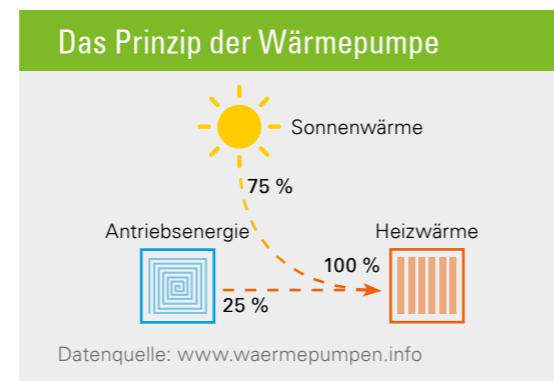 Das Prinzip der Wärmepumpe
Sonnenwärme
75 %
Antriebsenergie
Heizwärme
100 %
25 %
Datenquelle: www.waermepumpen.info